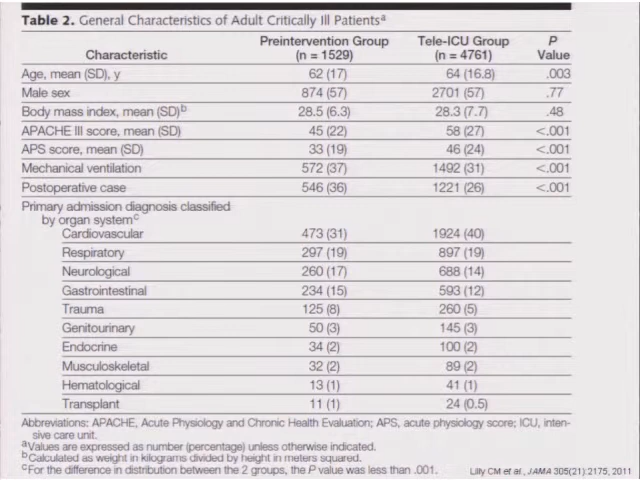 Table 2. General Characteristics of Adult Critically Ill Patientsa
Characteristic Preintervention Group (n = 1529) Tele-ICU Group (n = 4761) P Value
Age, mean (SD), y 62 (17) 64 (16.8) .003
Male sex 874 (57) 2701 (57) .77
Body mass index, mean (SD)b 28.5 (6.3) 28.3 (7.7) .48
APACHE III score, mean (SD) 45 (22) 58 (27) <.001
APS score, mean (SD) 33 (19) 46 (24) <.001
Mechanical ventilation 572 (37) 1492 (31) <.001
Postoperative case 546 (36) 1221 (26) <.001
Primary admission diagnosis classified
by organ systemc
Cardiovascular 473 (31) 1924 (40)
Respiratory 297 (19) 897 (19)
Neurological 260 (17) 688 (14)
Gastrointestinal 234 (15) 593 (12)
Trauma 125 (8) 260 (5)
Genitourinary 50 (3) 145 (3)
Endocrine 34 (2) 100 (2)
Musculoskeletal 32 (2) 89 (2)
Hematological 13 (1) 41 (1)
Transplant 11 (1) 24 (0.5)
Abbreviations: APACHE, Acute Physiology and Chronic Health Evaluation; APS, acute physiology score; ICU, inten-
sive care unit.
aValues are expressed as number (percentage) unless otherwise indicated.
bCalculated as weight in kilograms divided by height in meters squared.
cFor the difference in distribution between the 2 groups, the P value was less than .001.
Lilly CM et al., JAMA 305(21):2175, 2011